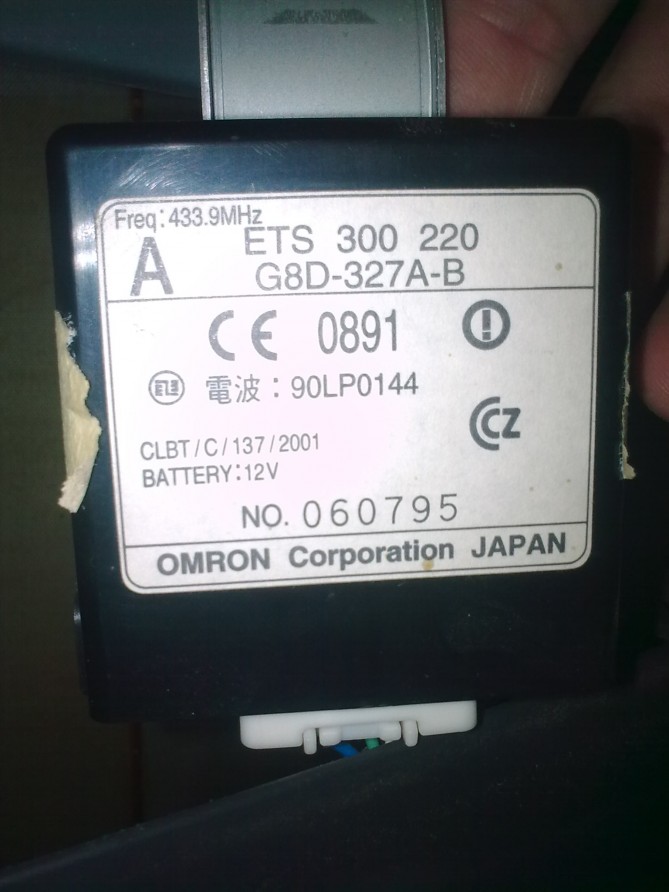 Freq:433.9MHz
A
ETS 300 220
G8D-327A-B
CE 0891
電波：90LP0144
CZ
CLBT/C/137/2001
BATTERY:12V
NO. 060795
OMRON Corporation JAPAN